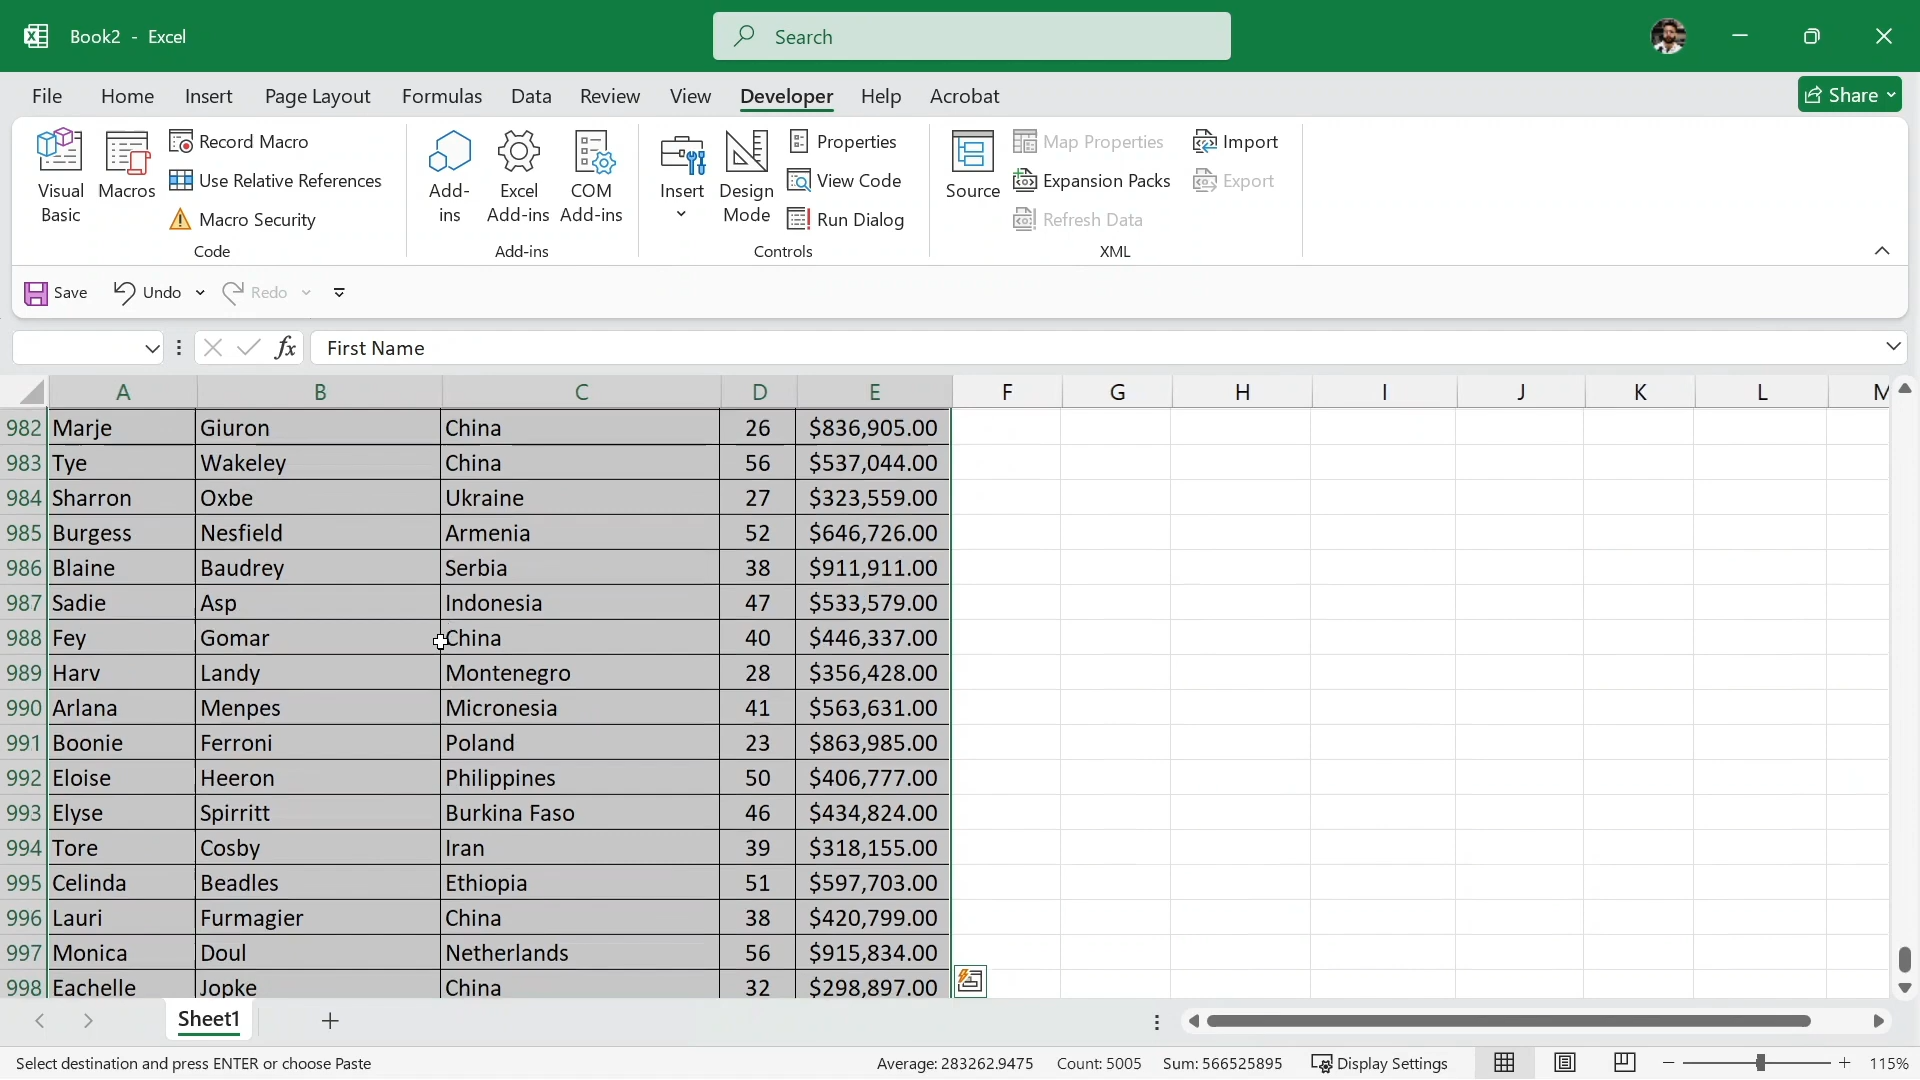 Book2 - Excel
Search
File Home Insert Page Layout Formulas Data Review View Developer Help Acrobat
Share
Visual Basic
Macros
Record Macro
Use Relative References
Macro Security
Code
Add-ins
Excel Add-ins
COM Add-ins
Add-ins
Insert
Design Mode
Properties
View Code
Run Dialog
Controls
Source
Map Properties
Expansion Packs
Refresh Data
Import
Export
XML
Save Undo Redo
fx First Name
A B C D E F G H I J K L M
982 Marje Giuron China 26 $836,905.00
983 Tye Wakeley China 56 $537,044.00
984 Sharron Oxbe Ukraine 27 $323,559.00
985 Burgess Nesfield Armenia 52 $646,726.00
986 Blaine Baudrey Serbia 38 $911,911.00
987 Sadie Asp Indonesia 47 $533,579.00
988 Fey Gomar China 40 $446,337.00
989 Harv Landy Montenegro 28 $356,428.00
990 Arlana Menpes Micronesia 41 $563,631.00
991 Boonie Ferroni Poland 23 $863,985.00
992 Eloise Heeron Philippines 50 $406,777.00
993 Elyse Spirritt Burkina Faso 46 $434,824.00
994 Tore Cosby Iran 39 $318,155.00
995 Celinda Beadles Ethiopia 51 $597,703.00
996 Lauri Furmagier China 38 $420,799.00
997 Monica Doul Netherlands 56 $915,834.00
998 Eachelle Jopke China 32 $298,897.00
Sheet1
Select destination and press ENTER or choose Paste
Average: 283262.9475 Count: 5005 Sum: 566525895 Display Settings 115%